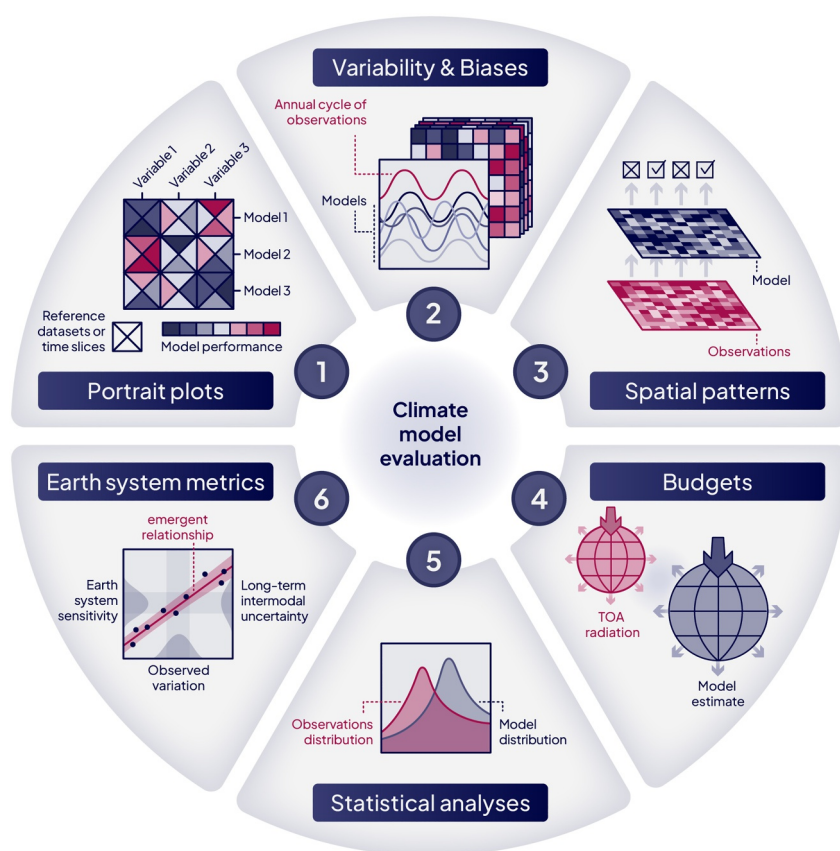 Variability & Biases
Annual cycle of
observations
Models
2
Variable 1
Variable 2
Variable 3
Model 1
Model 2
Model 3
Reference
datasets or
time slices
Model performance
Portrait plots
1
Model
Observations
Spatial patterns
3
Climate
model
evaluation
Earth system metrics
6
emergent
relationship
Earth
system
sensitivity
Long-term
intermodal
uncertainty
Observed
variation
Budgets
4
TOA
radiation
Model
estimate
5
Observations
distribution
Model
distribution
Statistical analyses